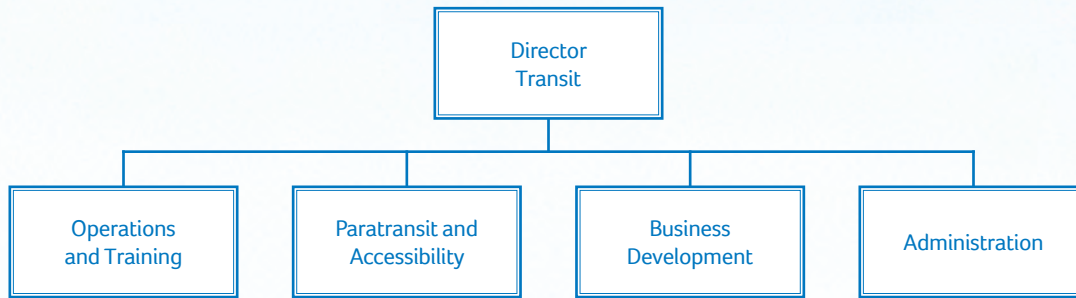 Director
Transit
Operations
and Training
Paratransit and
Accessibility
Business
Development
Administration